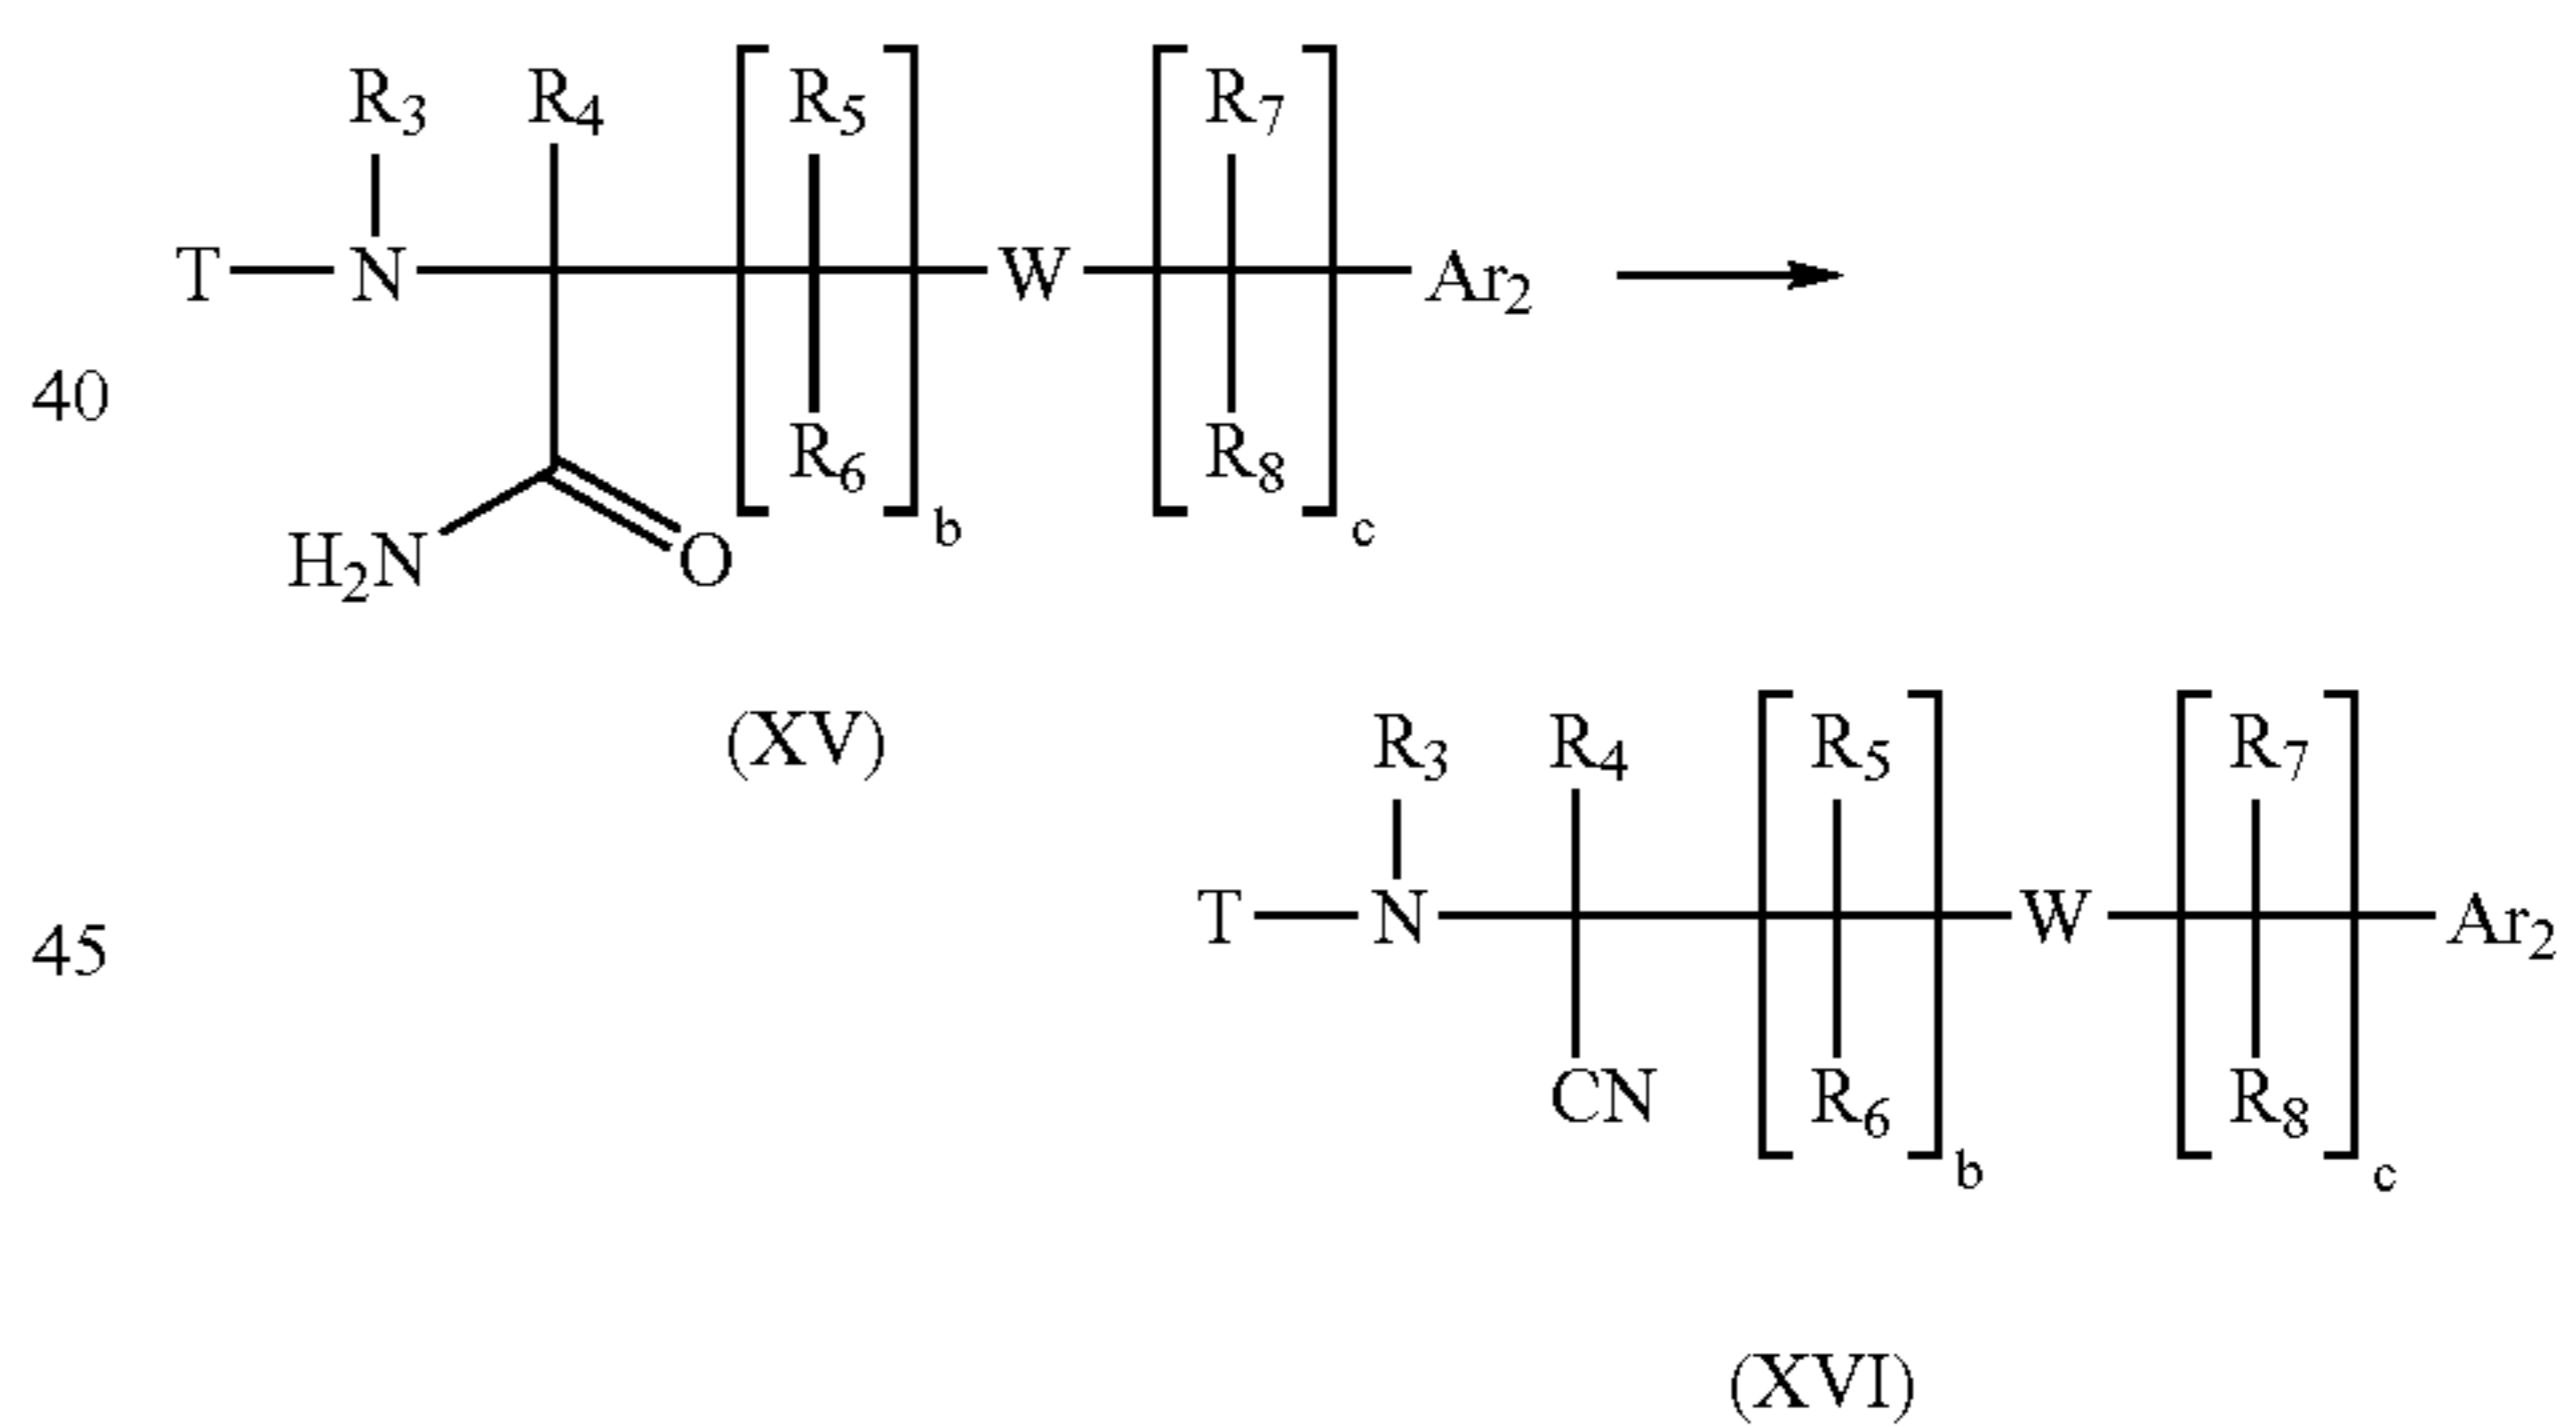 R3 R4 R5 R7
T N W Ar2
40
R6 R8
H2N O b c
(XV)
R3 R4 R5 R7
T N W Ar2
45
CN R6 R8
b c
(XVI)